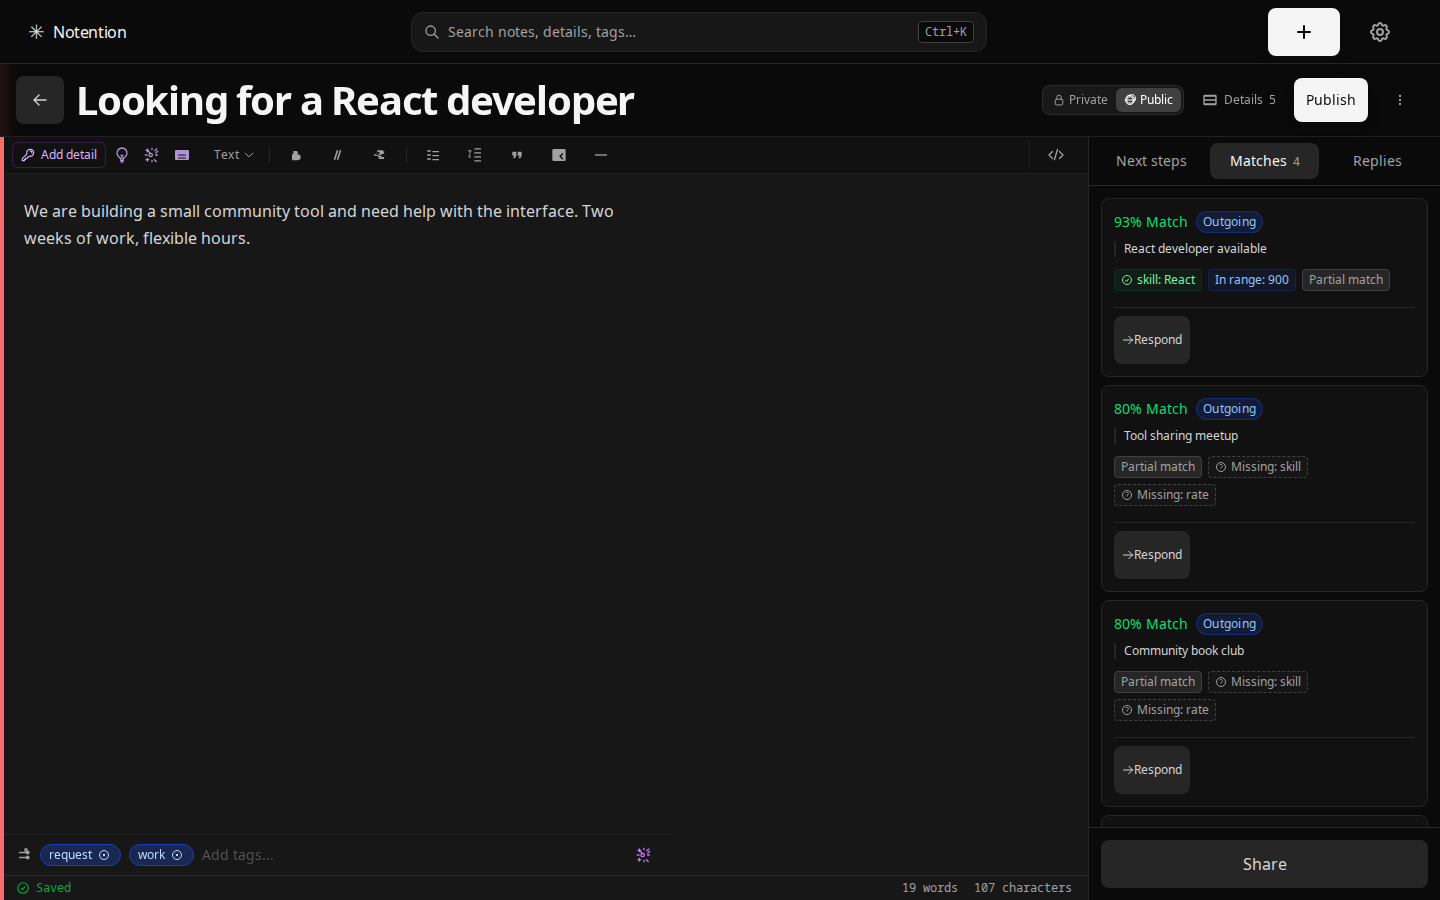 Notention
Search notes, details, tags...
Ctrl+K
Looking for a React developer
Private
Public
Details 5
Publish
Add detail
Text
Next steps
Matches 4
Replies
We are building a small community tool and need help with the interface. Two
weeks of work, flexible hours.
93% Match
Outgoing
React developer available
skill: React
In range: 900
Partial match
Respond
80% Match
Outgoing
Tool sharing meetup
Partial match
Missing: skill
Missing: rate
Respond
80% Match
Outgoing
Community book club
Partial match
Missing: skill
Missing: rate
Respond
request
work
Add tags...
Share
Saved
19 words
107 characters